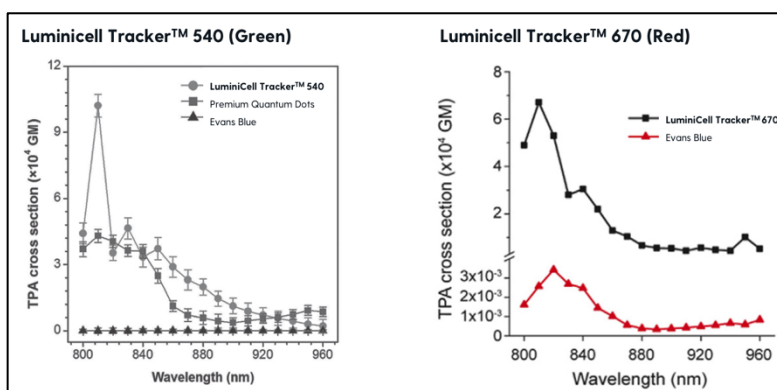 Luminicell Tracker™ 540 (Green)
TPA cross section (×10⁴ GM)
12
9
6
3
0
LuminiCell Tracker™ 540
Premium Quantum Dots
Evans Blue
800 840 880 920 960
Wavelength (nm)
Luminicell Tracker™ 670 (Red)
TPA cross section (x10⁴ GM)
8
6
4
2
3x10⁻³
2x10⁻³
1x10⁻³
LuminiCell Tracker™ 670
Evans Blue
800 840 880 920 960
Wavelength (nm)